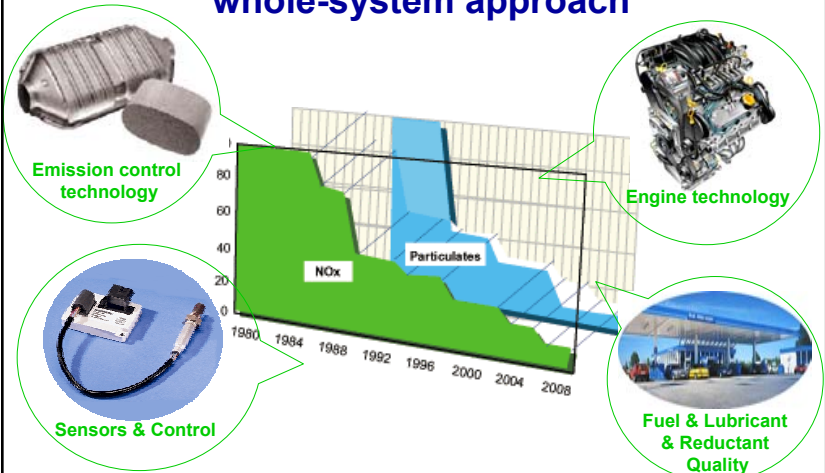 whole-system approach
Emission control
technology
Engine technology
80
60
40
20
0
NOx
Particulates
1980
1984
1988
1992
1996
2000
2004
2008
Sensors & Control
Fuel & Lubricant
& Reductant
Quality